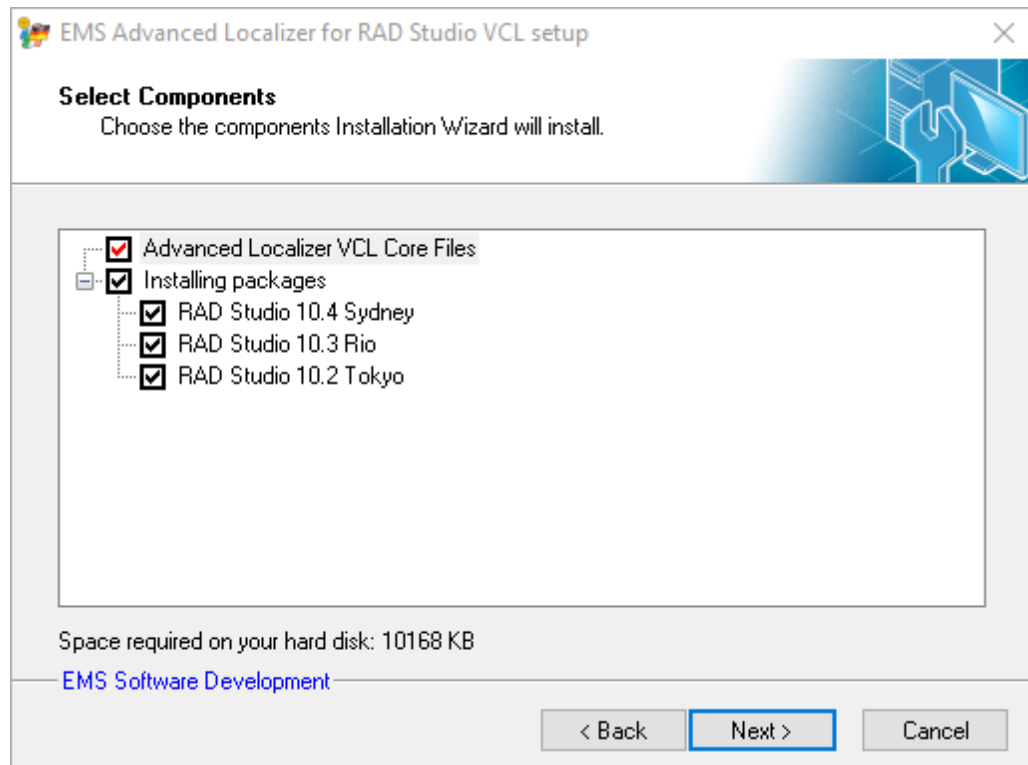 EMS Advanced Localizer for RAD Studio VCL setup
Select Components
Choose the components Installation Wizard will install.
Advanced Localizer VCL Core Files
Installing packages
RAD Studio 10.4 Sydney
RAD Studio 10.3 Rio
RAD Studio 10.2 Tokyo
Space required on your hard disk: 10168 KB
EMS Software Development
< Back Next > Cancel